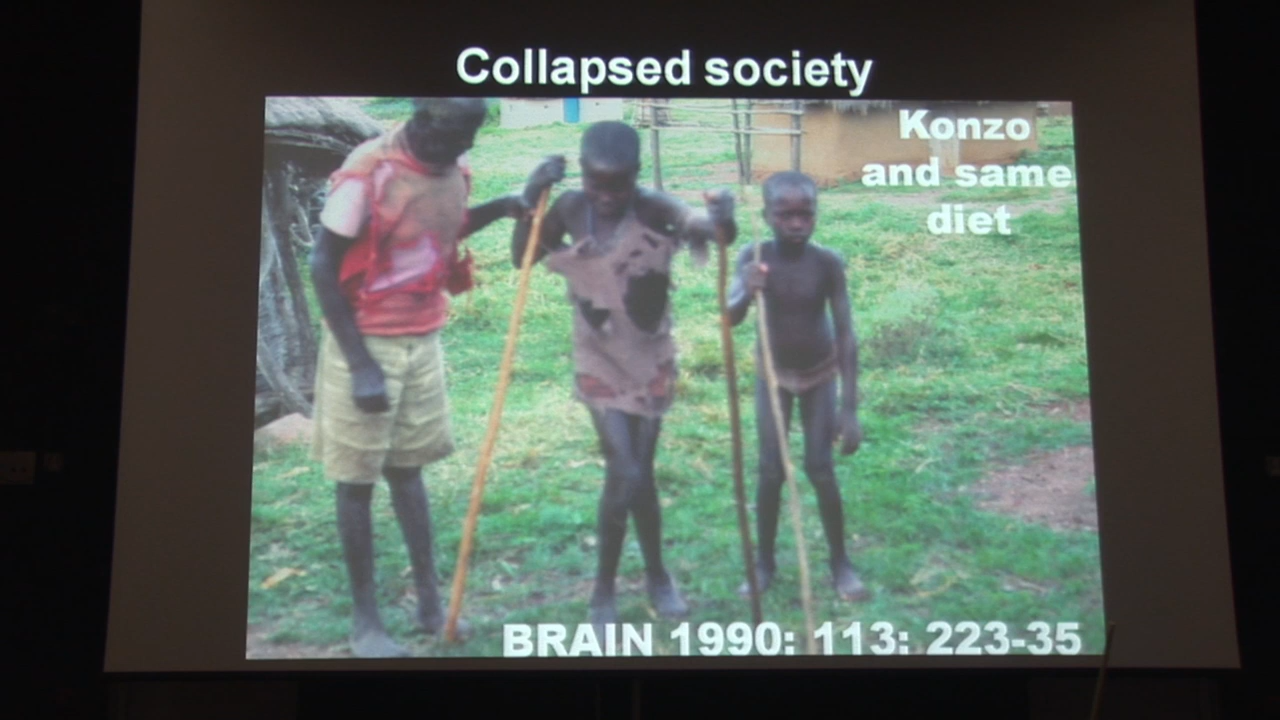 Collapsed society
Konzo
and same
diet
BRAIN 1990: 113: 223-35